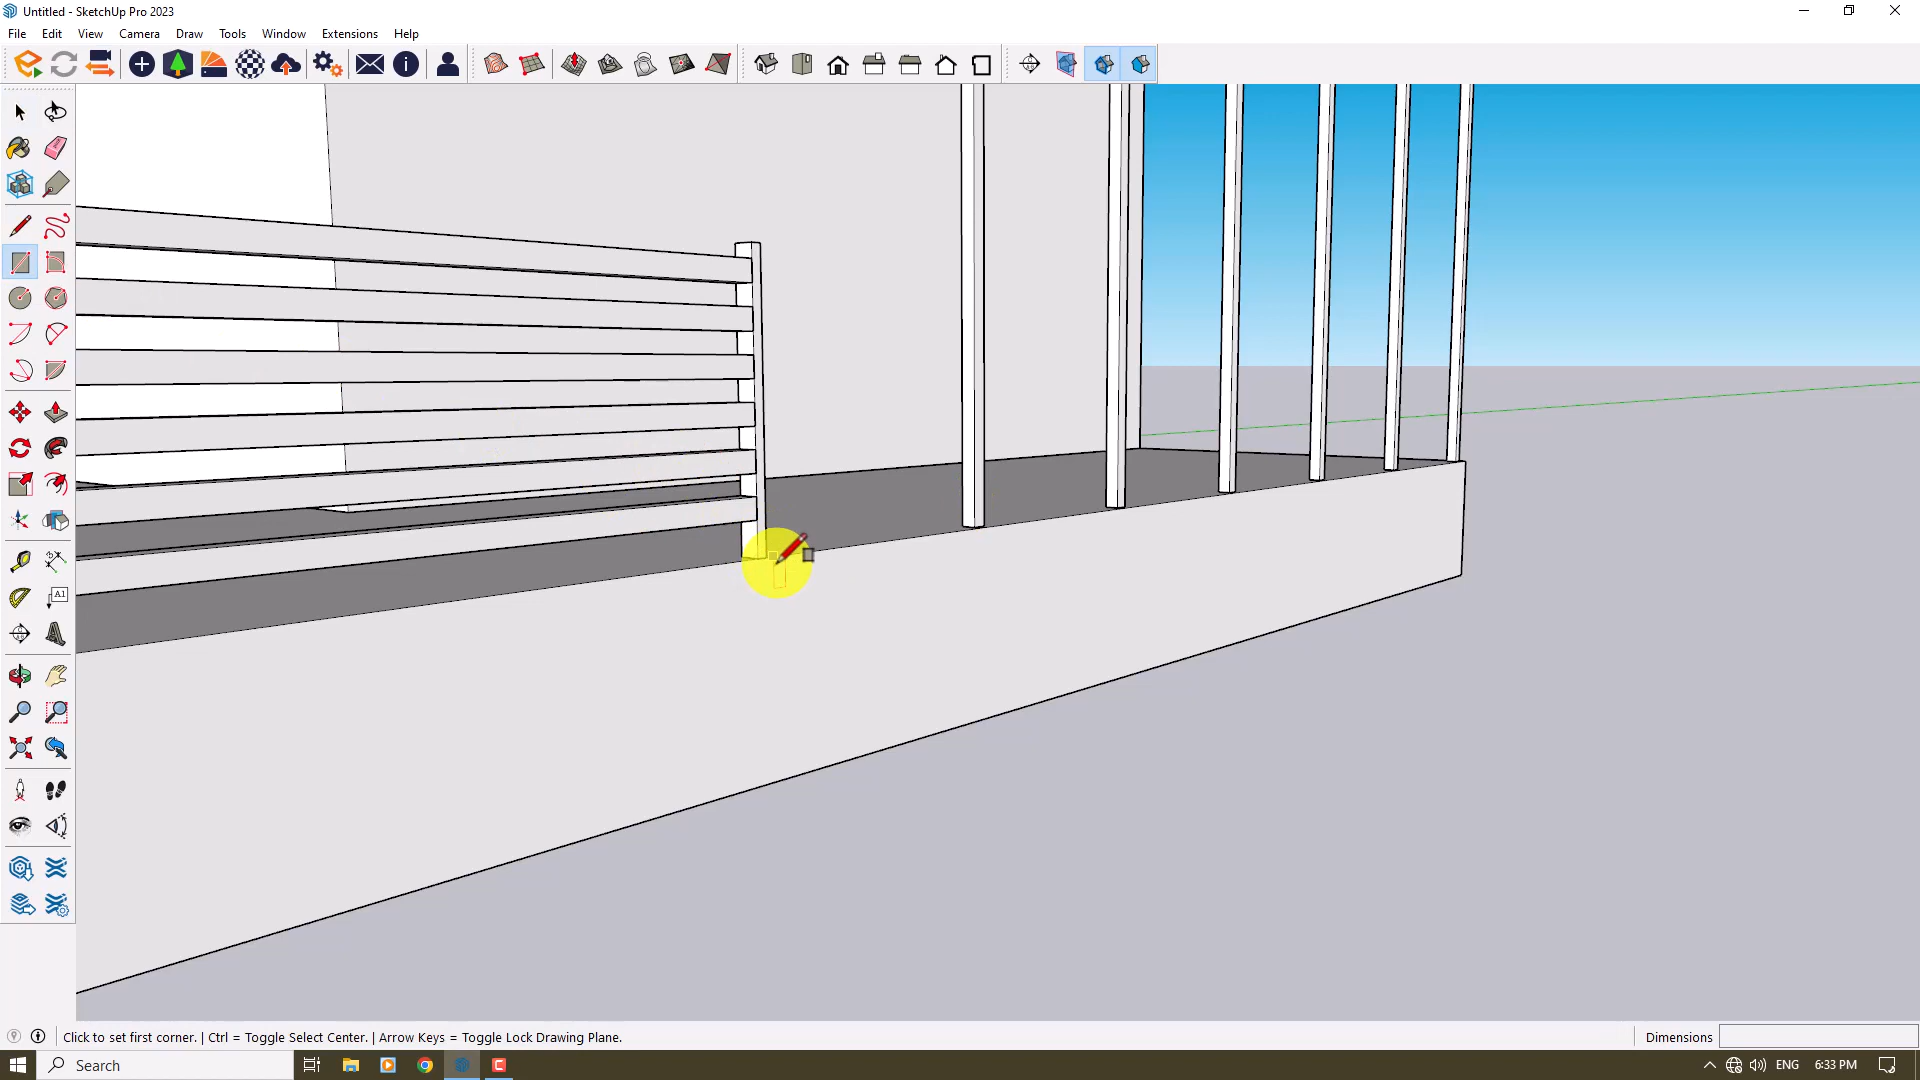 Untitled - SketchUp Pro 2023
File Edit View Camera Draw Tools Window Extensions Help
A1
Click to set first corner. | Ctrl = Toggle Select Center. | Arrow Keys = Toggle Lock Drawing Plane.
Dimensions
Search
ENG
6:33 PM